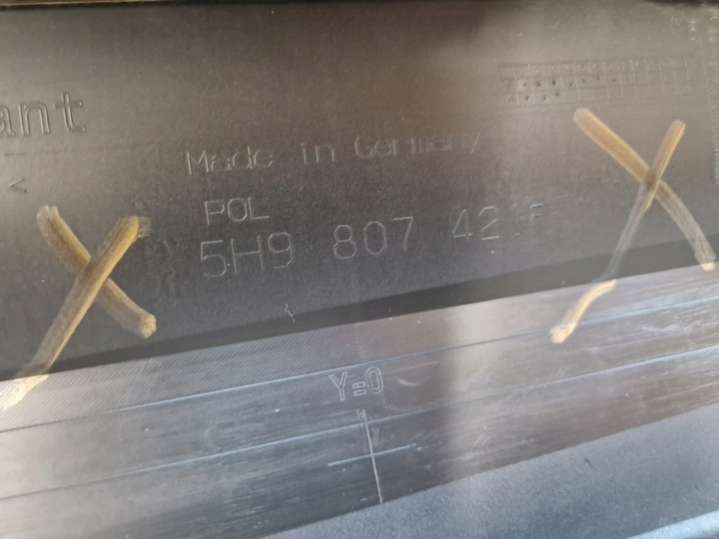 ant
<
Made in Germany
POL
5H9 807 421 F
Y=0